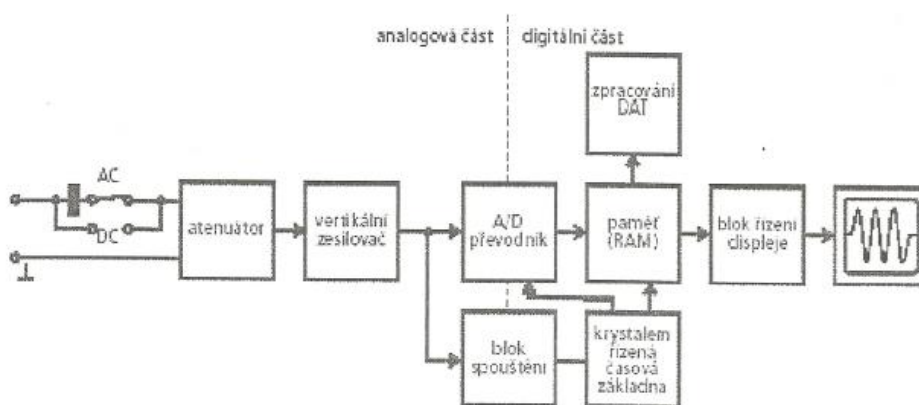 analogová část digitální část
zpracování
DAT
AC
DC
atenuátor
vertikální
zesilovač
A/D
převodník
paměť
(RAM)
blok řízení
displeje
blok
spouštění
krystalem
řízená
časová
základna